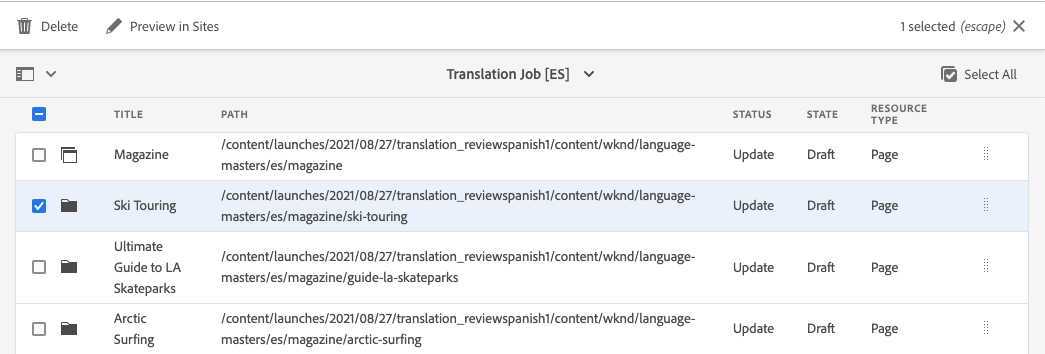 Delete Preview in Sites 1 selected (escape)
Translation Job [ES] Select All
TITLE PATH STATUS STATE RESOURCE
TYPE
Magazine /content/launches/2021/08/27/translation_reviewspanish1/content/wknd/language-
masters/es/magazine Update Draft Page
Ski Touring /content/launches/2021/08/27/translation_reviewspanish1/content/wknd/language-
masters/es/magazine/ski-touring Update Draft Page
Ultimate
Guide to LA
Skateparks /content/launches/2021/08/27/translation_reviewspanish1/content/wknd/language-
masters/es/magazine/guide-la-skateparks Update Draft Page
Arctic
Surfing /content/launches/2021/08/27/translation_reviewspanish1/content/wknd/language-
masters/es/magazine/arctic-surfing Update Draft Page